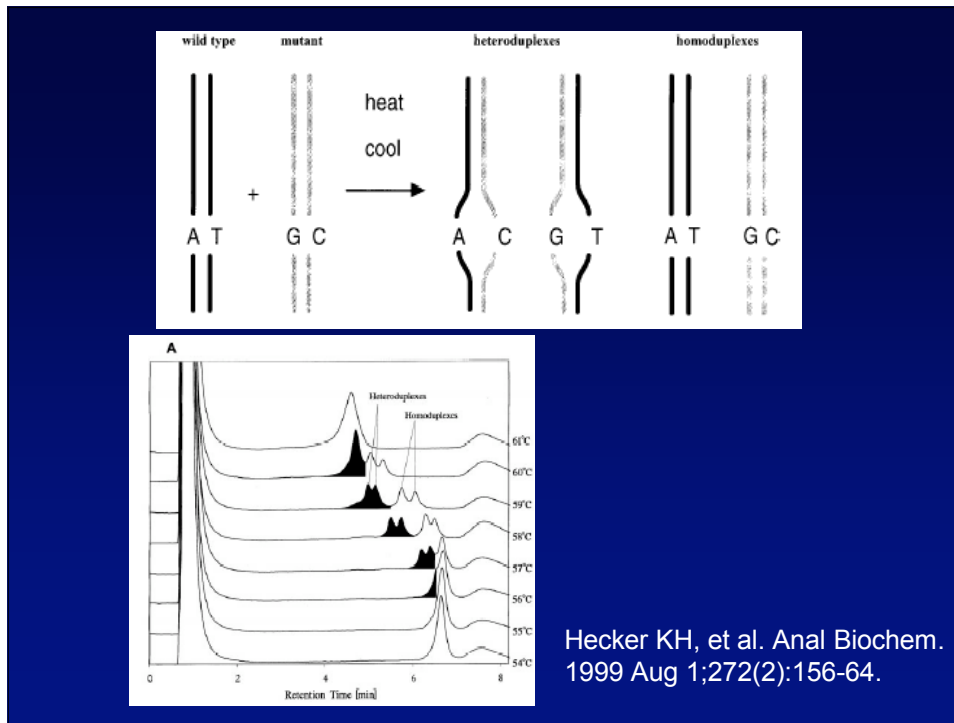 wild type mutant heteroduplexes homoduplexes
heat
cool
+
A T G C A C G T A T G C
A
Heteroduplexes
Homoduplexes
61°C
60°C
59°C
58°C
57°C
56°C
55°C
54°C
0 2 4 6 8
Retention Time [min]
Hecker KH, et al. Anal Biochem.
1999 Aug 1;272(2):156-64.